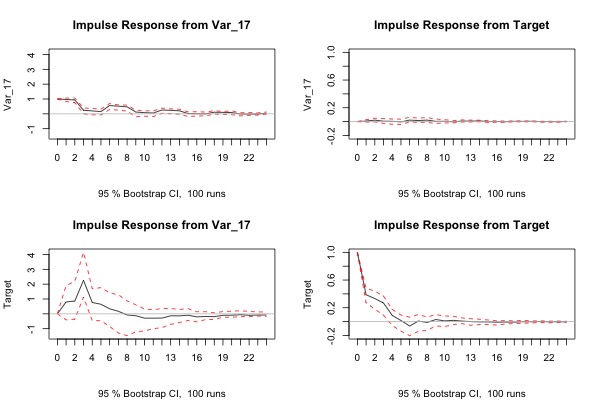 Impulse Response from Var_17
Var_17
4
3
2
1
-1
0 2 4 6 8 10 13 16 19 22
95 % Bootstrap CI, 100 runs
Impulse Response from Target
Var_17
1.0
0.6
0.2
-0.2
0 2 4 6 8 10 13 16 19 22
95 % Bootstrap CI, 100 runs
Impulse Response from Var_17
Target
4
3
2
1
-1
0 2 4 6 8 10 13 16 19 22
95 % Bootstrap CI, 100 runs
Impulse Response from Target
Target
1.0
0.6
0.2
-0.2
0 2 4 6 8 10 13 16 19 22
95 % Bootstrap CI, 100 runs